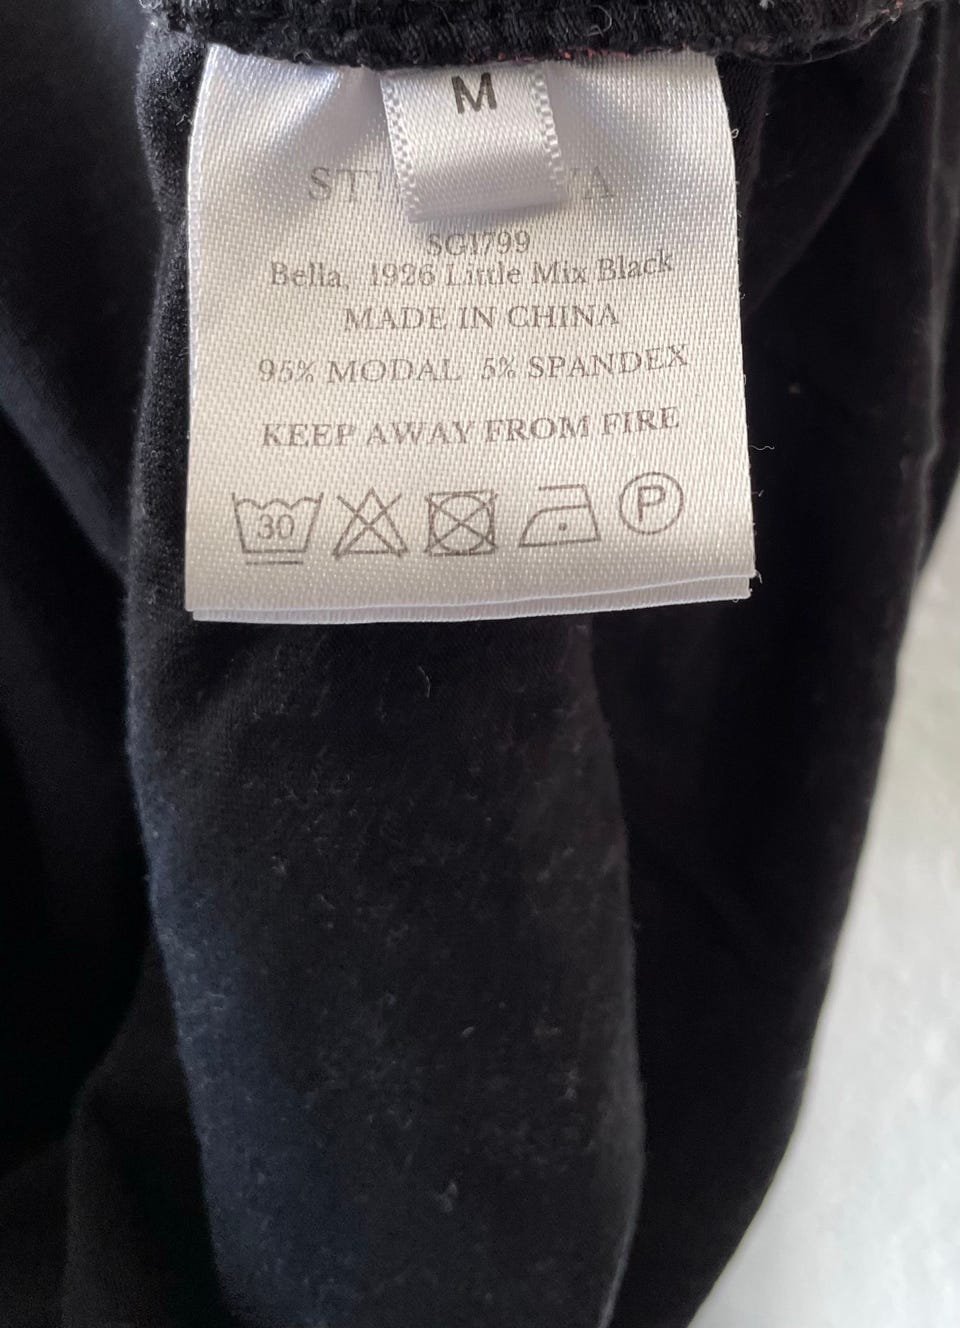 M
SG1799
Bella, 1926 Little Mix Black
MADE IN CHINA
95% MODAL 5% SPANDEX
KEEP AWAY FROM FIRE
30
P